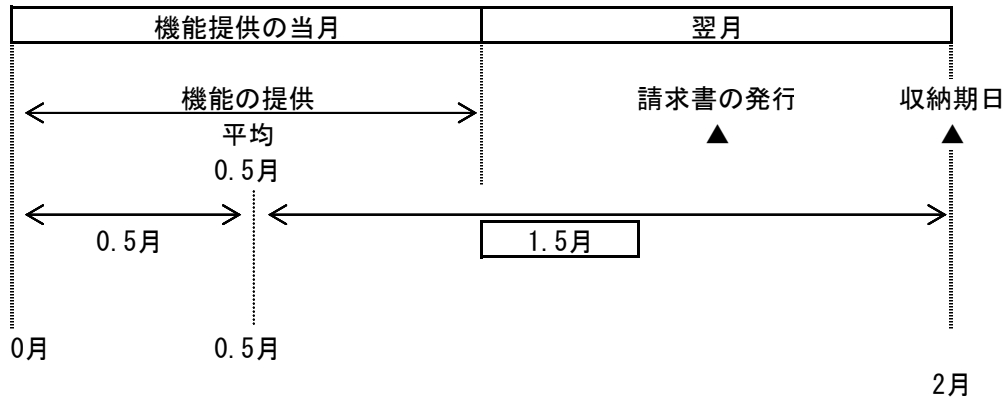 機能提供の当月 翌月
機能の提供 請求書の発行 収納期日
平均 ▲ ▲
0.5月
0.5月 1.5月
0月 0.5月
2月